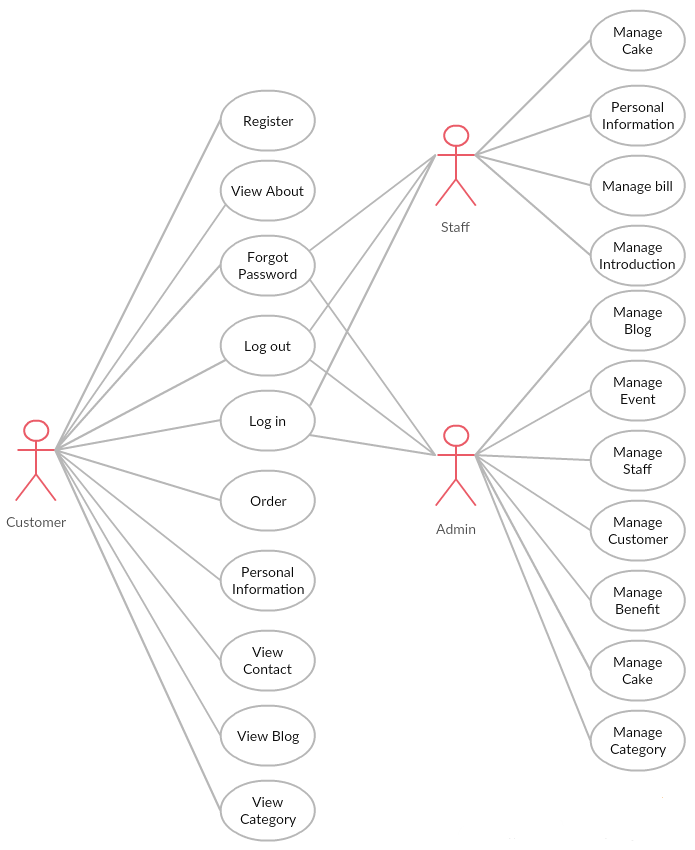 Manage
Cake
Personal
Information
Manage bill
Manage
Introduction
Staff
Register
View About
Forgot
Password
Log out
Log in
Order
Personal
Information
View
Contact
View Blog
View
Category
Customer
Manage
Blog
Manage
Event
Manage
Staff
Manage
Customer
Manage
Benefit
Manage
Cake
Manage
Category
Admin